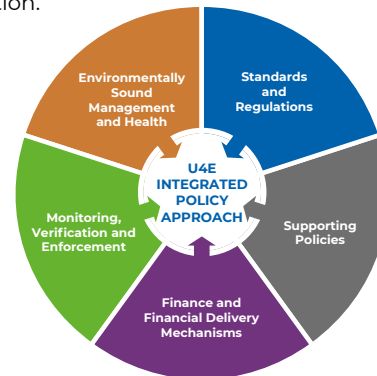 tion.
Environmentally
Sound
Management
and Health
Standards
and
Regulations
U4E
INTEGRATED
POLICY
APPROACH
Monitoring,
Verification and
Enforcement
Supporting
Policies
Finance and
Financial Delivery
Mechanisms